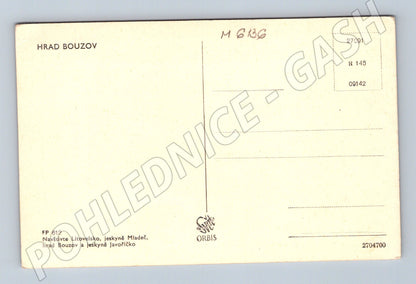 HRAD BOUZOV
M 6136
27091
R 145
09142
POHLEDNICE - GASH
FP 612
Navštivte Litovelsko, jeskyně Mladeč,
hrad Bouzov a jeskyně Javoříčko
ORBIS
2704700